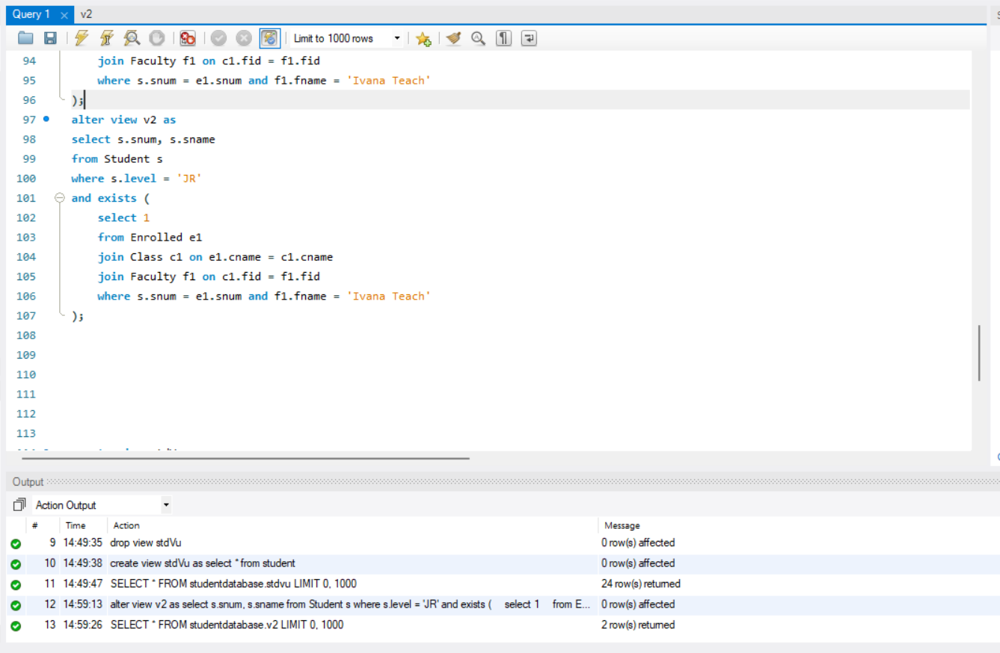 Query 1 × v2
Limit to 1000 rows
94 join Faculty f1 on c1.fid = f1.fid
95 where s.snum = e1.snum and f1.fname = 'Ivana Teach'
96 );
97 alter view v2 as
98 select s.snum, s.sname
99 from Student s
100 where s.level = 'JR'
101 and exists (
102 select 1
103 from Enrolled e1
104 join Class c1 on e1.cname = c1.cname
105 join Faculty f1 on c1.fid = f1.fid
106 where s.snum = e1.snum and f1.fname = 'Ivana Teach'
107 );
108
109
110
111
112
113
Output
Action Output
# Time Action Message
9 14:49:35 drop view stdVu 0 row(s) affected
10 14:49:38 create view stdVu as select * from student 0 row(s) affected
11 14:49:47 SELECT * FROM studentdatabase.stdvu LIMIT 0, 1000 24 row(s) returned
12 14:59:13 alter view v2 as select s.snum, s.sname from Student s where s.level = 'JR' and exists ( select 1 from E... 0 row(s) affected
13 14:59:26 SELECT * FROM studentdatabase.v2 LIMIT 0, 1000 2 row(s) returned